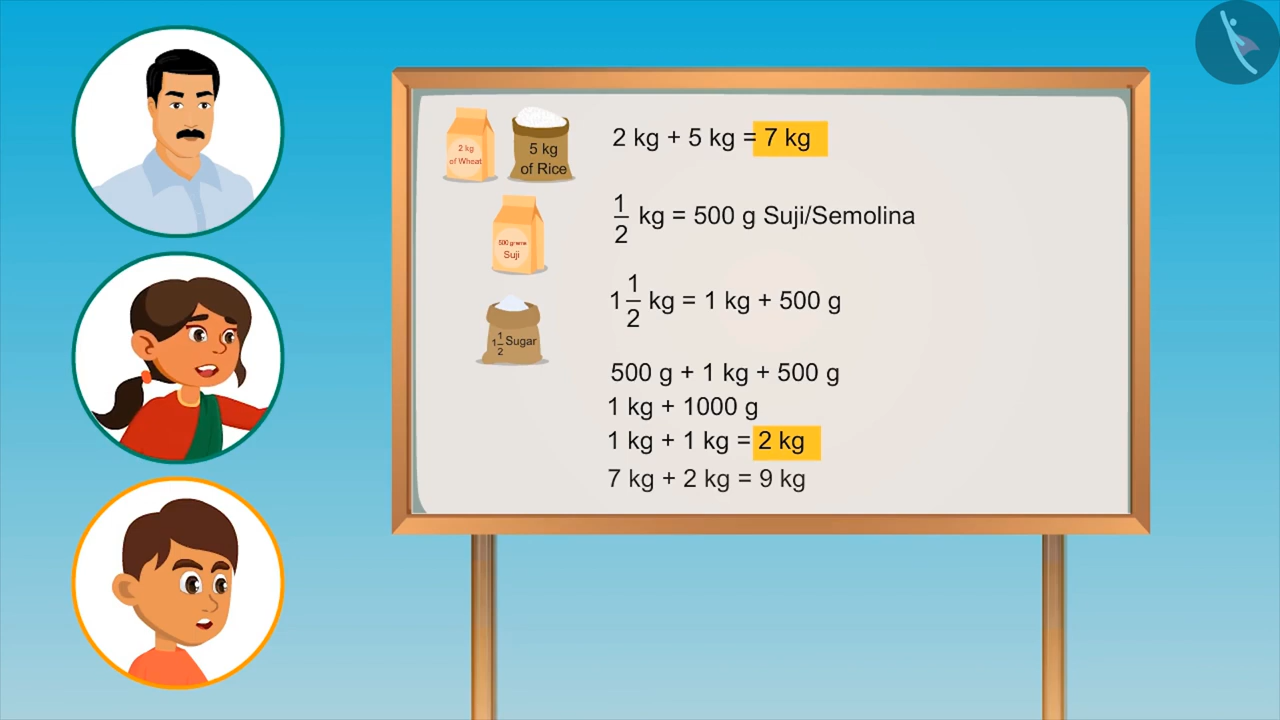 2 kg of Wheat
5 kg of Rice
2 kg + 5 kg = 7 kg
500 grams Suji
1/2 kg = 500 g Suji/Semolina
1 1/2 kg = 1 kg + 500 g
1 1/2 Sugar
500 g + 1 kg + 500 g
1 kg + 1000 g
1 kg + 1 kg = 2 kg
7 kg + 2 kg = 9 kg